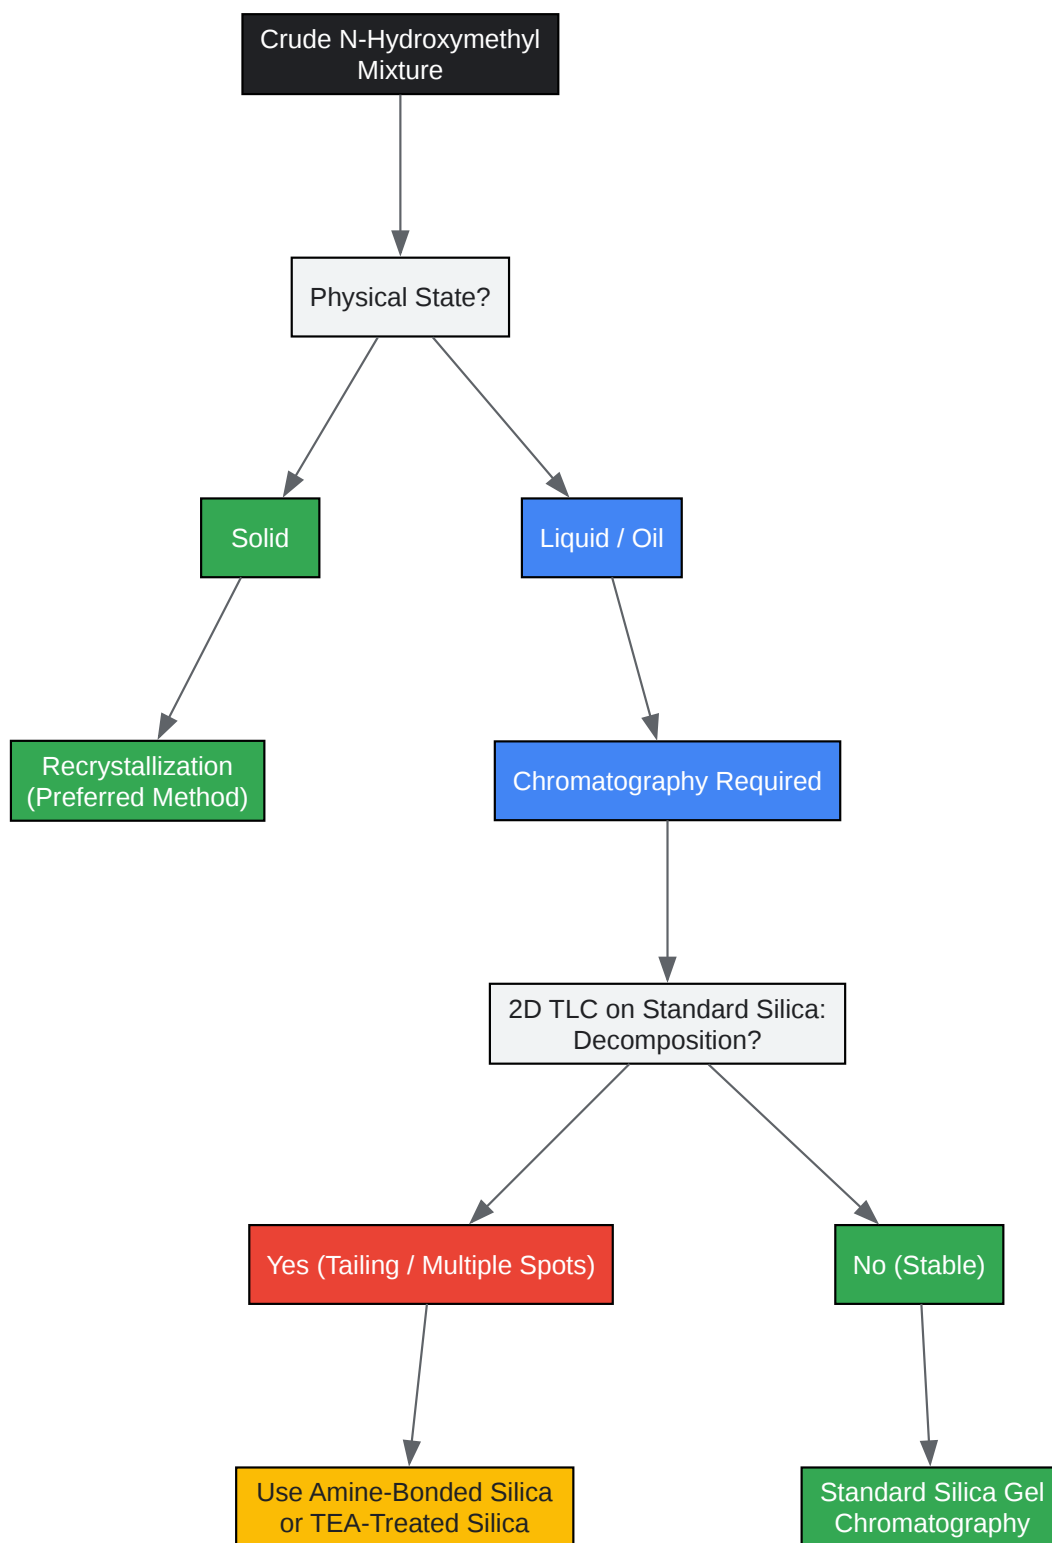 Crude N-Hydroxymethyl
Mixture
Physical State?
Solid
Liquid / Oil
Recrystallization
(Preferred Method)
Chromatography Required
2D TLC on Standard Silica:
Decomposition?
Yes (Tailing / Multiple Spots)
No (Stable)
Use Amine-Bonded Silica
or TEA-Treated Silica
Standard Silica Gel
Chromatography